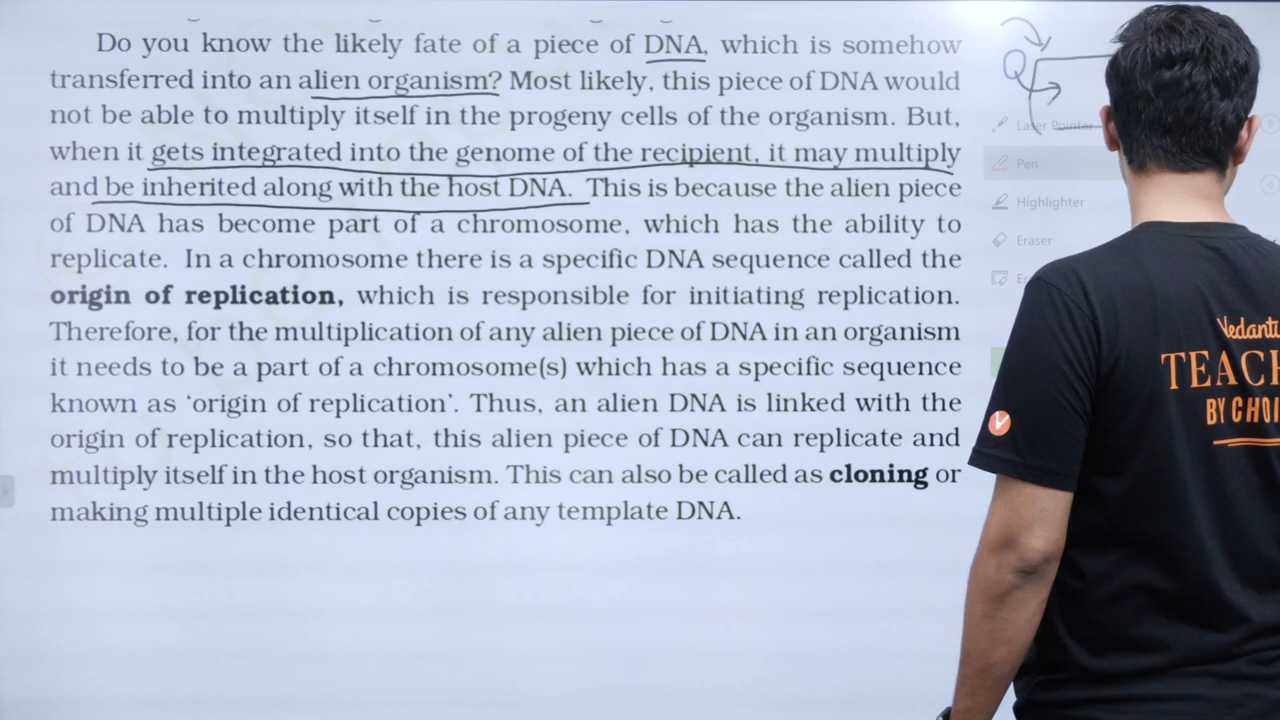 Do you know the likely fate of a piece of DNA, which is somehow
transferred into an alien organism? Most likely, this piece of DNA would
not be able to multiply itself in the progeny cells of the organism. But,
when it gets integrated into the genome of the recipient, it may multiply
and be inherited along with the host DNA. This is because the alien piece
of DNA has become part of a chromosome, which has the ability to
replicate. In a chromosome there is a specific DNA sequence called the
origin of replication, which is responsible for initiating replication.
Therefore, for the multiplication of any alien piece of DNA in an organism
it needs to be a part of a chromosome(s) which has a specific sequence
known as ‘origin of replication’. Thus, an alien DNA is linked with the
origin of replication, so that, this alien piece of DNA can replicate and
multiply itself in the host organism. This can also be called as cloning or
making multiple identical copies of any template DNA.
Laser Pointer
Pen
Highlighter
Eraser
TEACH
BY CHOI